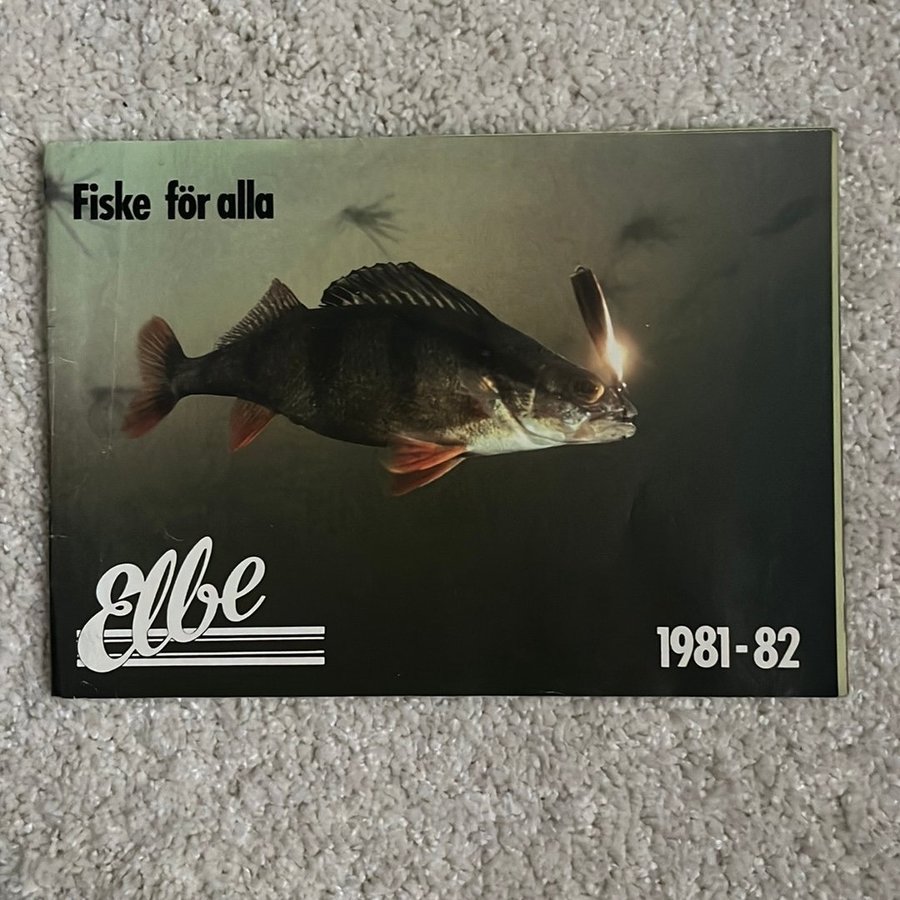 Fiske för alla
Elbe
1981-82